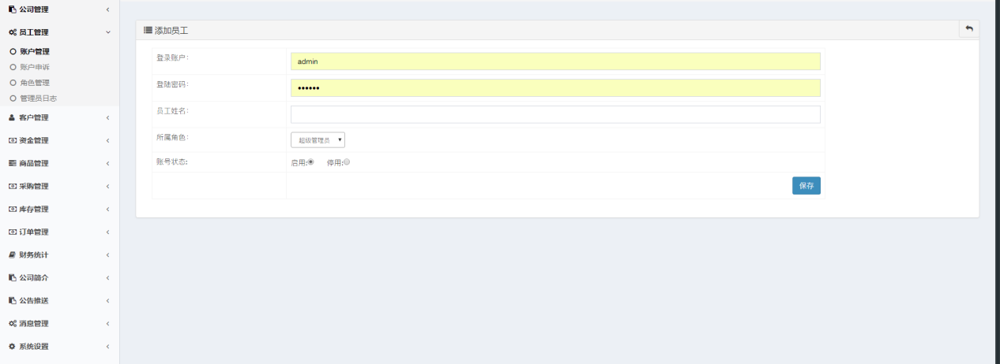 公司管理
员工管理
账户管理
账户申诉
角色管理
管理员日志
客户管理
资金管理
商品管理
采购管理
库存管理
订单管理
财务统计
公司简介
公告推送
消息管理
系统设置
添加员工
登录账户:
admin
登陆密码:
••••••
员工姓名:
所属角色:
超级管理员
账号状态:
启用: 停用:
保存